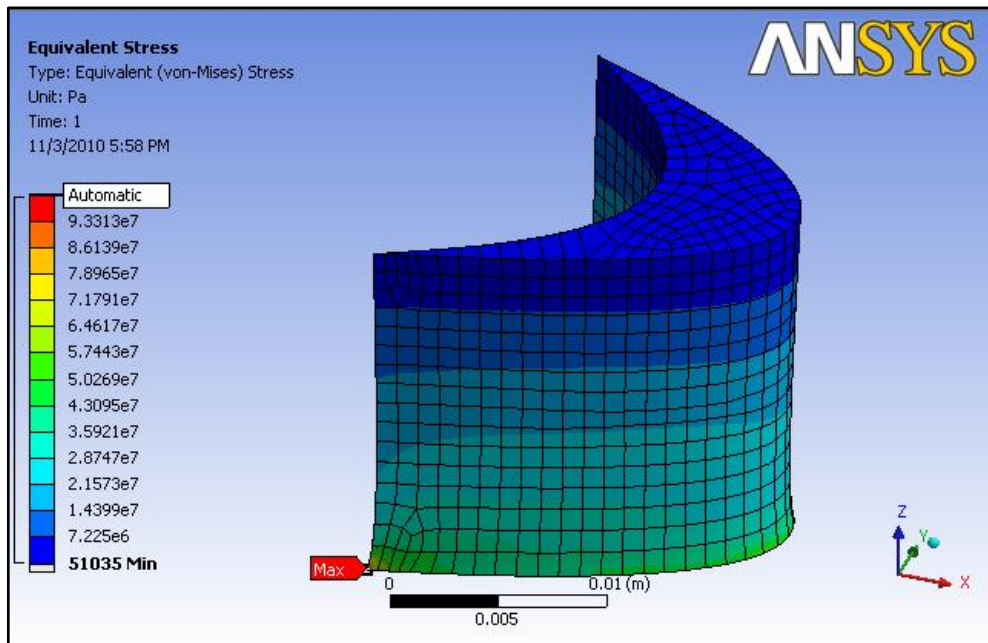 Equivalent Stress
Type: Equivalent (von-Mises) Stress
Unit: Pa
Time: 1
11/3/2010 5:58 PM
ANSYS
Automatic
9.3313e7
8.6139e7
7.8965e7
7.1791e7
6.4617e7
5.7443e7
5.0269e7
4.3095e7
3.5921e7
2.8747e7
2.1573e7
1.4399e7
7.225e6
51035 Min
Max
0
0.01 (m)
0.005
Z
Y
X